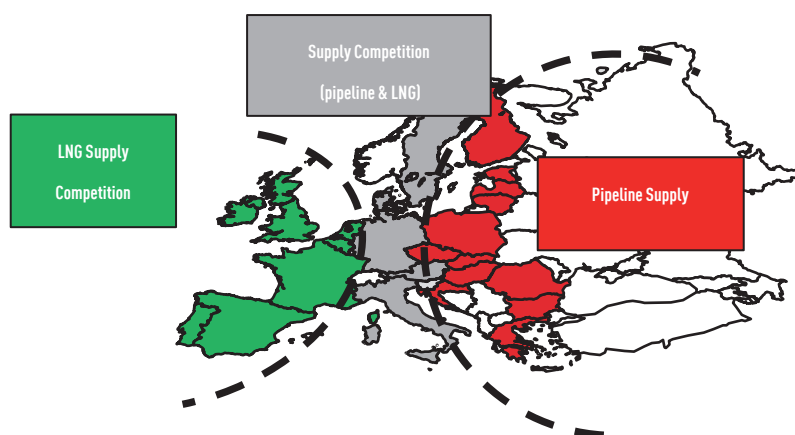 Supply Competition
(pipeline & LNG)
LNG Supply
Competition
Pipeline Supply